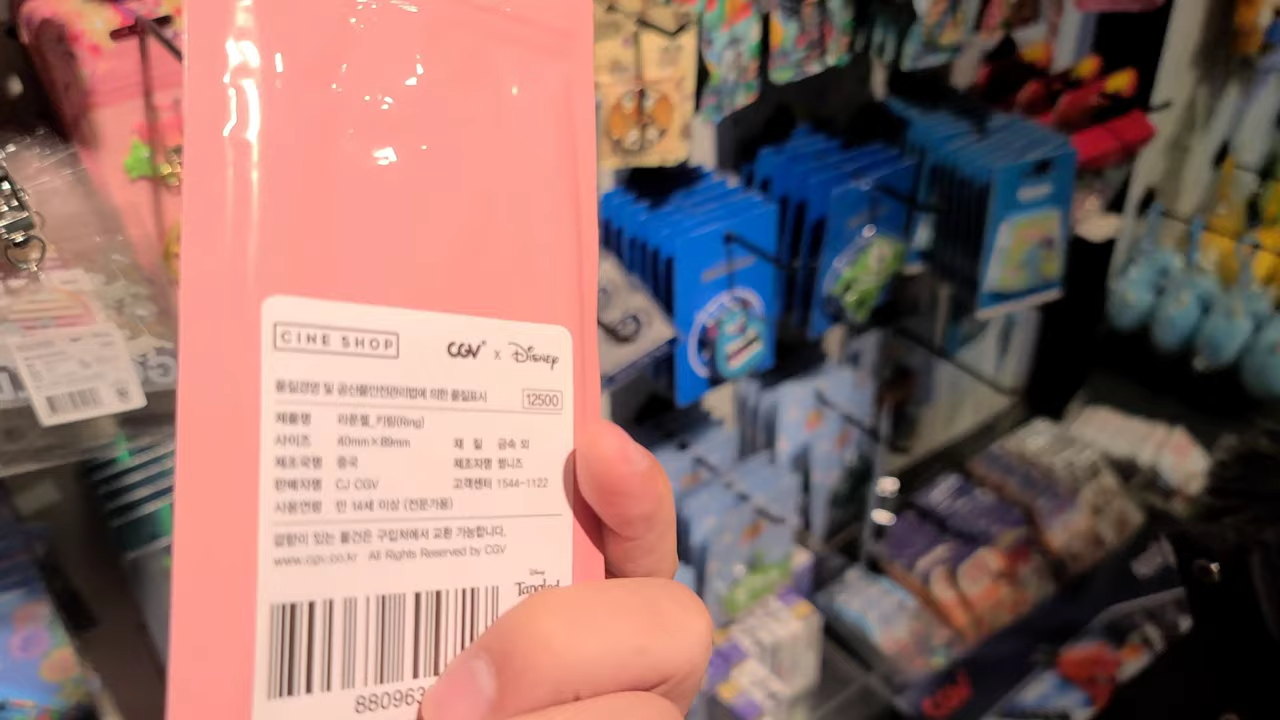 CINE SHOP
CGV x Disney
품질경영 및 공산품안전관리법에 의한 품질표시
12500
제품명 라푼젤_키링(Ring)
사이즈 40mm×89mm 재 질 금속 외
제조국명 중국 제조자명 펌니즈
판매자명 CJ CGV 고객센터 1544-1122
사용연령 만 14세 이상 (전문가용)
결함이 있는 물건은 구입처에서 교환 가능합니다.
www.cgv.co.kr All Rights Reserved by CGV
Disney
Tangled
880963
CGV